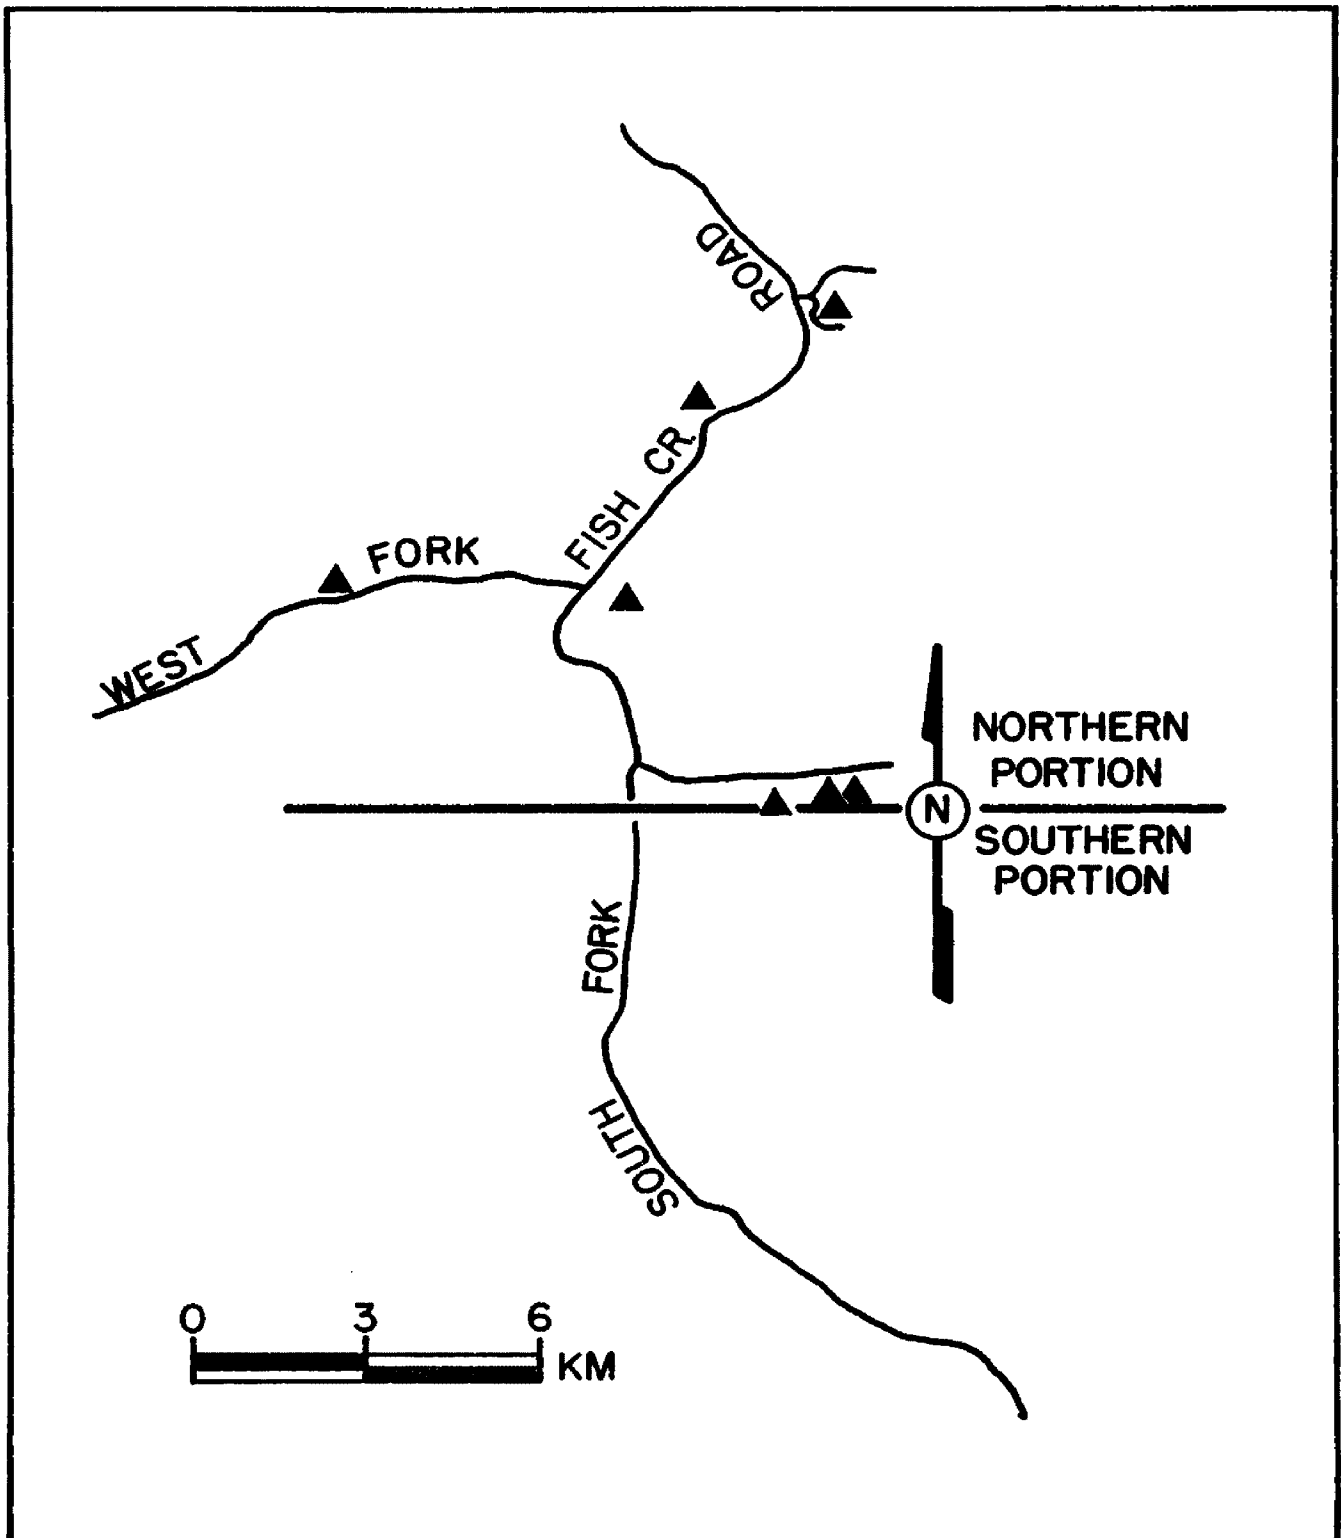 ROAD
FISH CR.
WEST FORK
NORTHERN
PORTION
N
SOUTHERN
PORTION
SOUTH FORK
0 3 6
KM